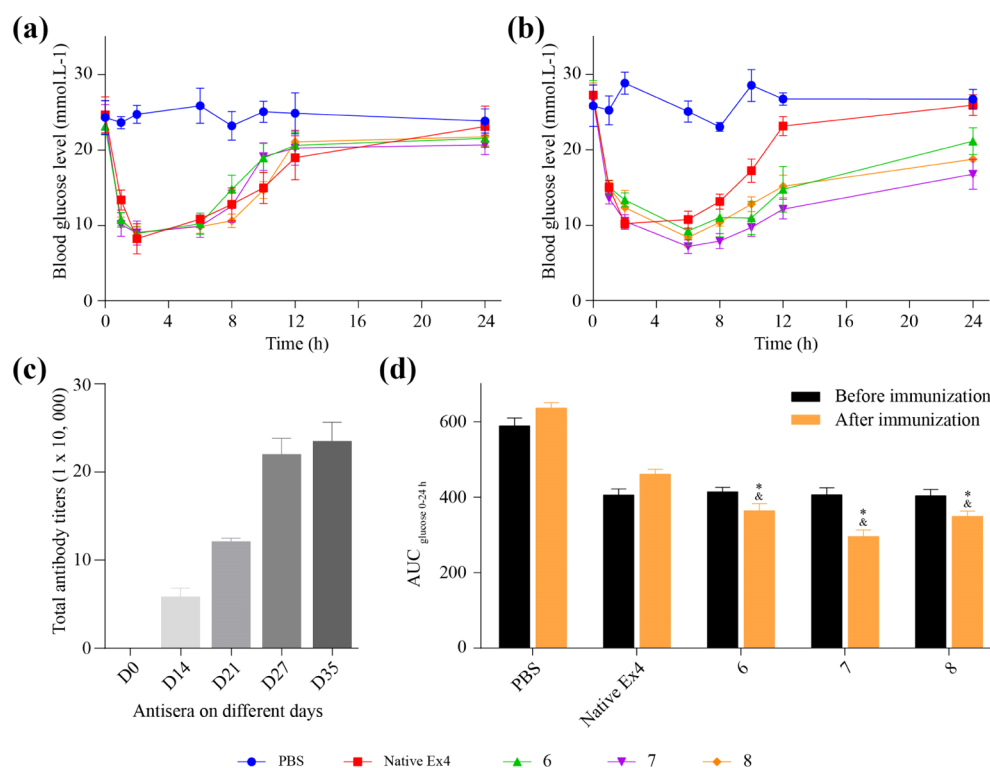 (a)
Blood glucose level (mmol.L-1)
30
20
10
0
0 4 8 12 16 20 24
Time (h)
(b)
Blood glucose level (mmol.L-1)
30
20
10
0
0 4 8 12 16 20 24
Time (h)
(c)
Total antibody titers (1 x 10, 000)
30
20
10
0
D0 D14 D21 D27 D35
Antisera on different days
(d)
AUC glucose 0-24 h
600
400
200
0
Before immunization
After immunization
* * *
& & &
PBS Native Ex4 6 7 8
PBS Native Ex4 6 7 8